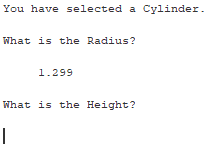 You have selected a Cylinder.
What is the Radius?
1.299
What is the Height?